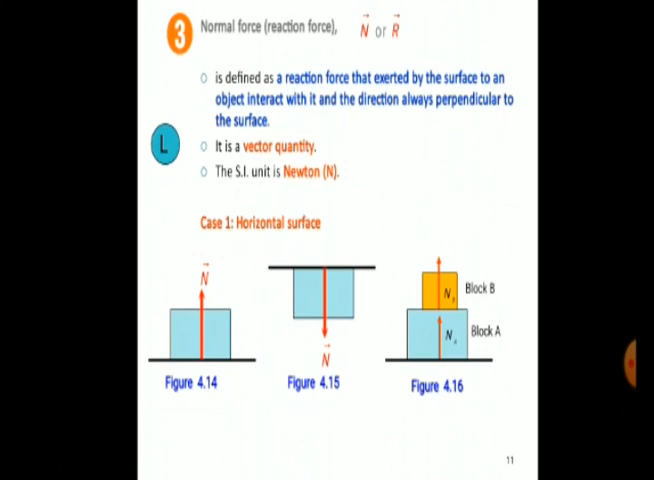 3 Normal force (reaction force), N or R
is defined as a reaction force that exerted by the surface to an
object interact with it and the direction always perpendicular to
the surface.
L
It is a vector quantity.
The S.I. unit is Newton (N).
Case 1: Horizontal surface
N
N
N B Block B
N A Block A
Figure 4.14
Figure 4.15
Figure 4.16
11